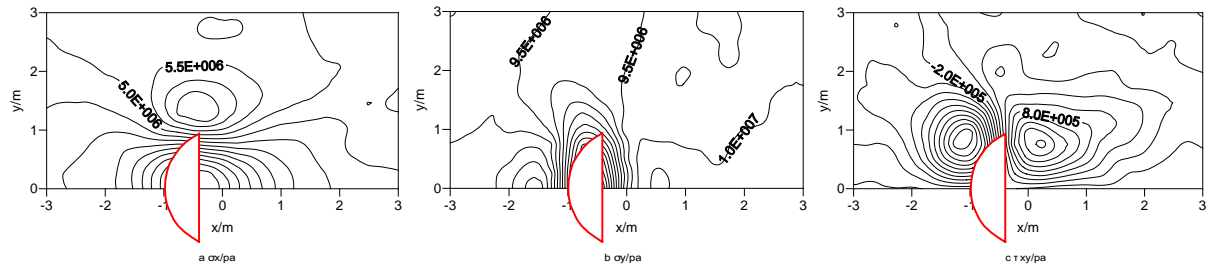 3
2
1
0
y/m
-3 -2 -1 0 1 2 3
x/m
5.5E+006
5.0E+006
a σx/pa
3
2
1
0
y/m
-3 -2 -1 0 1 2 3
x/m
9.5E+006
9.5E+006
1.0E+007
b σy/pa
3
2
1
0
y/m
-3 -2 -1 0 1 2 3
x/m
-2.0E+005
8.0E+005
c τ xy/pa